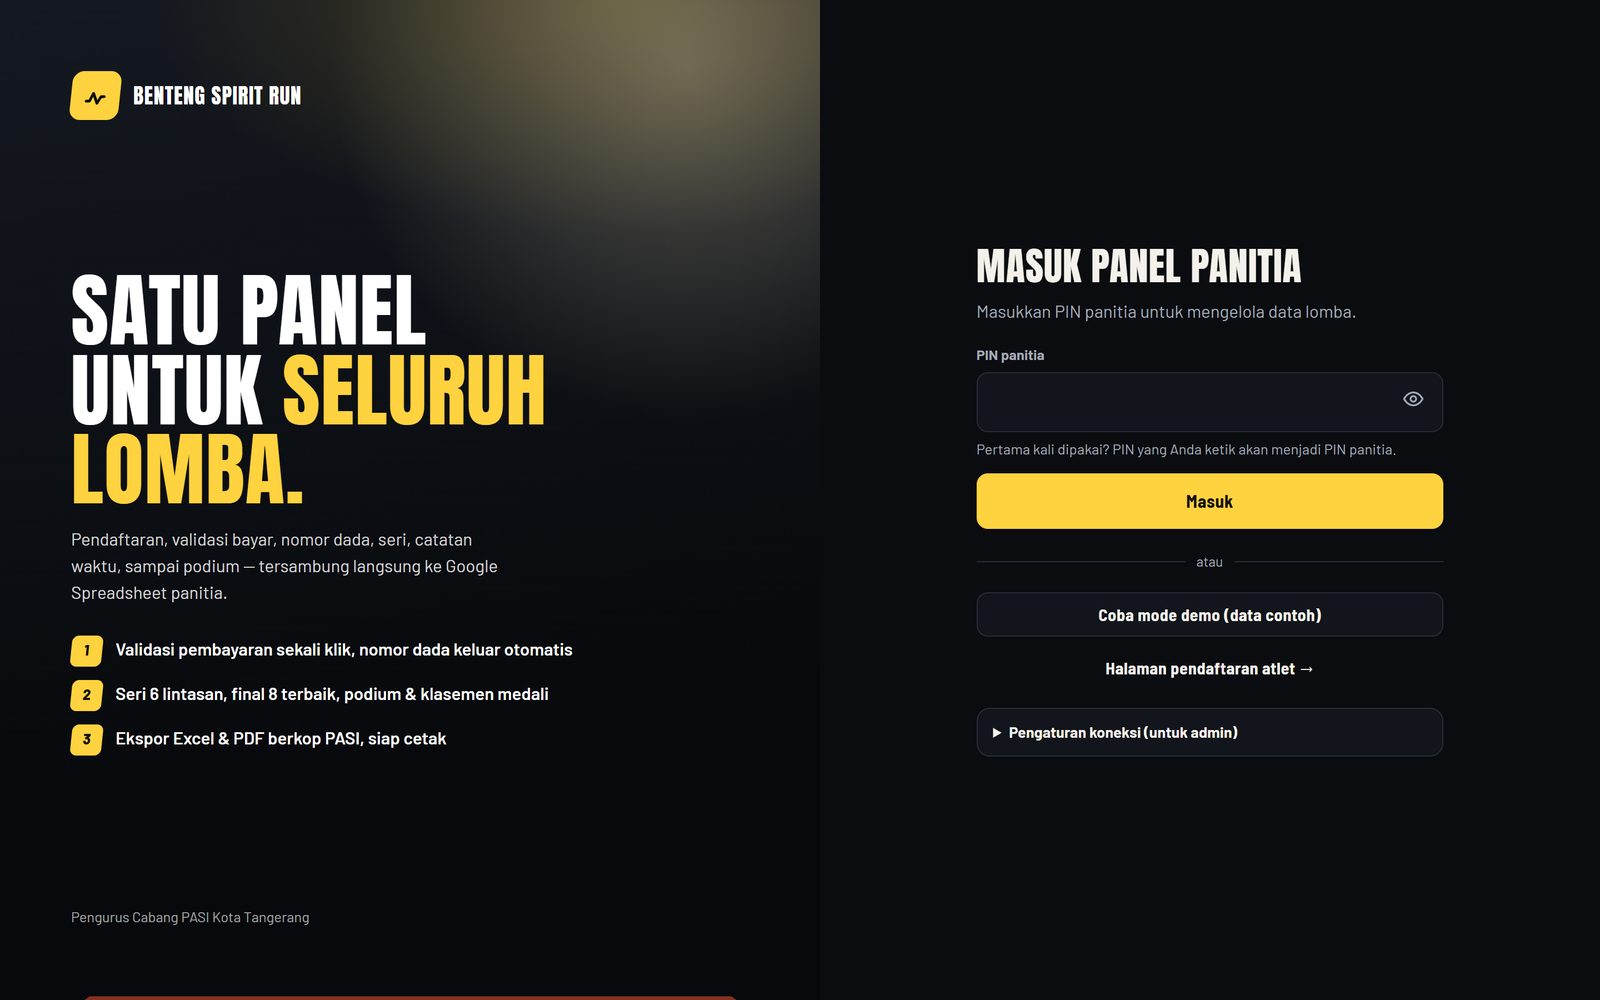 BENTENG SPIRIT RUN
SATU PANEL
UNTUK SELURUH
LOMBA.
Pendaftaran, validasi bayar, nomor dada, seri, catatan
waktu, sampai podium — tersambung langsung ke Google
Spreadsheet panitia.
1 Validasi pembayaran sekali klik, nomor dada keluar otomatis
2 Seri 6 lintasan, final 8 terbaik, podium & klasemen medali
3 Ekspor Excel & PDF berkop PASI, siap cetak
Pengurus Cabang PASI Kota Tangerang
MASUK PANEL PANITIA
Masukkan PIN panitia untuk mengelola data lomba.
PIN panitia
Pertama kali dipakai? PIN yang Anda ketik akan menjadi PIN panitia.
Masuk
atau
Coba mode demo (data contoh)
Halaman pendaftaran atlet →
▶ Pengaturan koneksi (untuk admin)